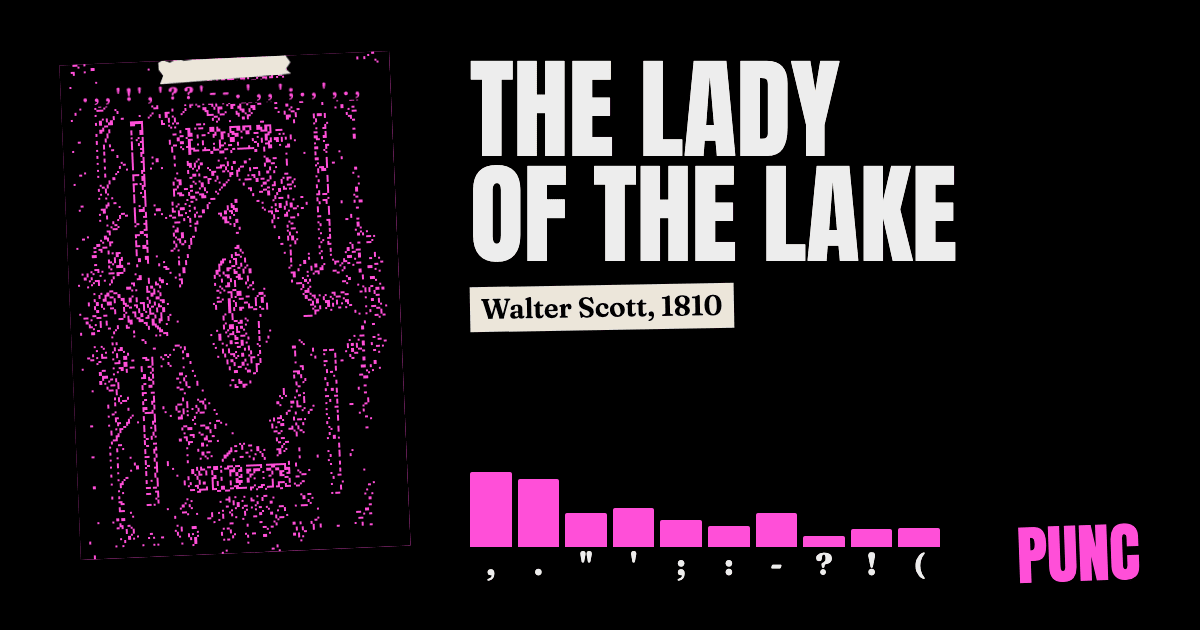 THE LADY
OF THE LAKE
Walter Scott, 1810
, . " ' ; : - ? ! (
PUNC